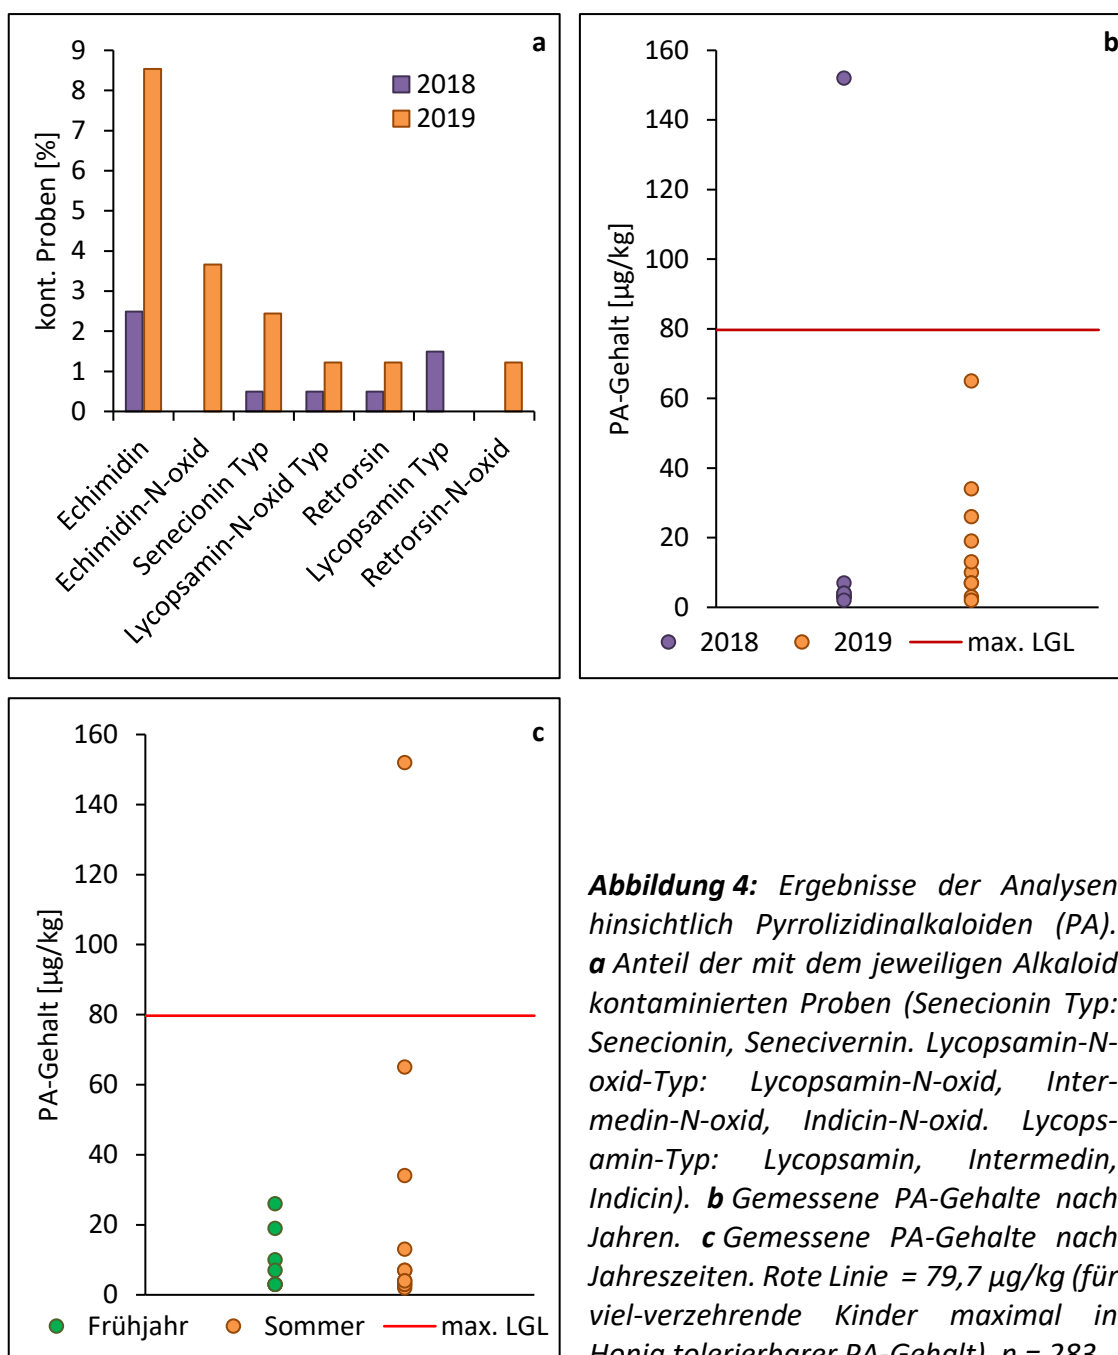 a
9
8
7
6
5
4
3
2
1
0
kont. Proben [%]
2018
2019
Echimidin
Echimidin-N-oxid
Senecionin Typ
Lycopsamin-N-oxid Typ
Retrorsin
Lycopsamin Typ
Retrorsin-N-oxid
b
160
140
120
100
80
60
40
20
0
PA-Gehalt [µg/kg]
2018 2019 max. LGL
c
160
140
120
100
80
60
40
20
0
PA-Gehalt [µg/kg]
Frühjahr Sommer max. LGL
Abbildung 4: Ergebnisse der Analysen
hinsichtlich Pyrrolizidinalkaloiden (PA).
a Anteil der mit dem jeweiligen Alkaloid
kontaminierten Proben (Senecionin Typ:
Senecionin, Senecivernin. Lycopsamin-N-
oxid-Typ: Lycopsamin-N-oxid, Inter-
medin-N-oxid, Indicin-N-oxid. Lycops-
amin-Typ: Lycopsamin, Intermedin,
Indicin). b Gemessene PA-Gehalte nach
Jahren. c Gemessene PA-Gehalte nach
Jahreszeiten. Rote Linie = 79,7 µg/kg (für
viel-verzehrende Kinder maximal in
Honig tolerierbarer PA-Gehalt). n = 283